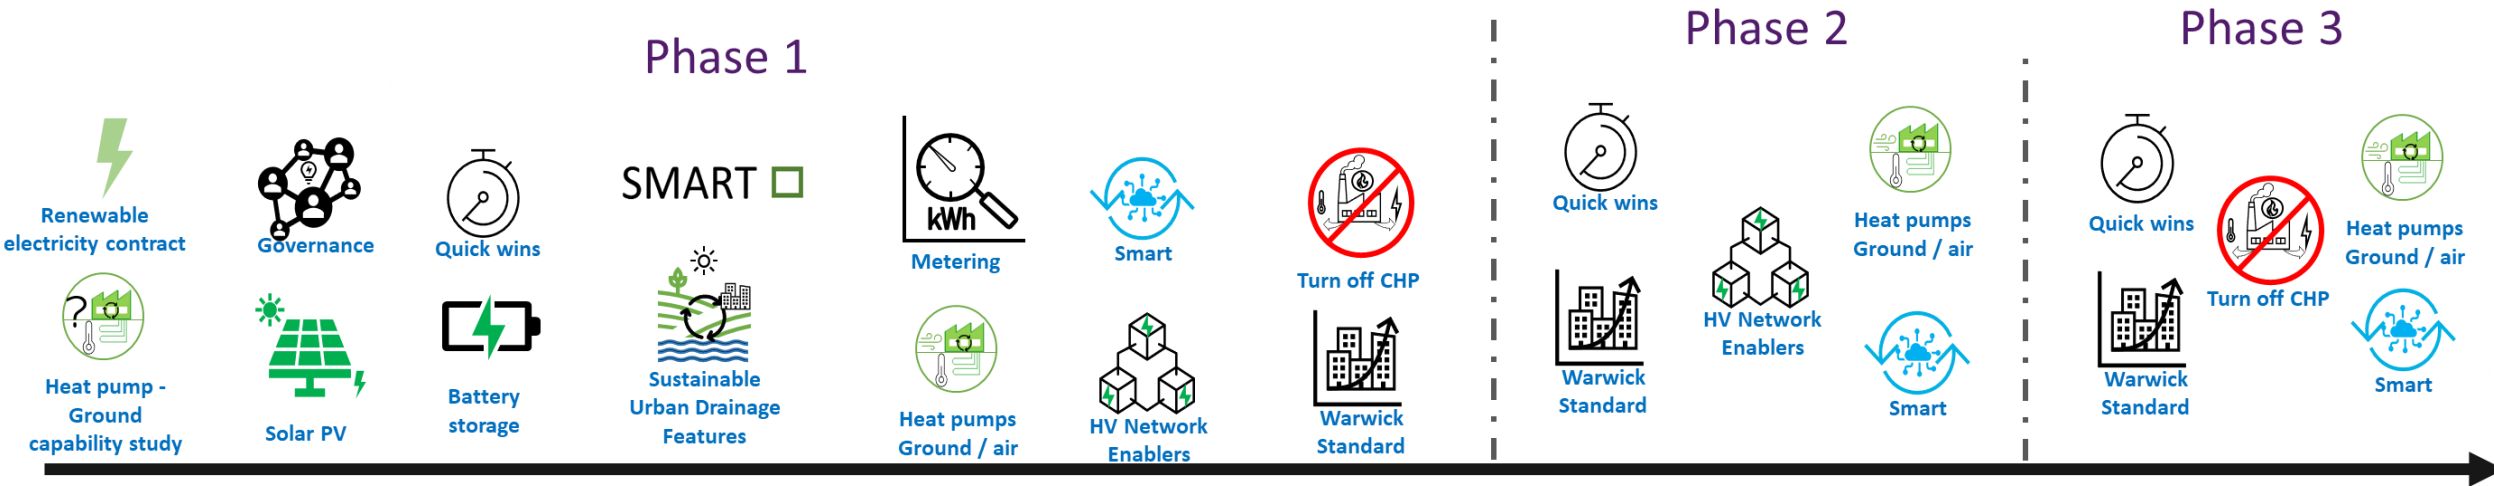 Phase 1
Renewable
electricity contract
Heat pump -
Ground
capability study
Governance
Solar PV
Quick wins
Battery
storage
SMART
Sustainable
Urban Drainage
Features
kWh
Metering
Heat pumps
Ground / air
Smart
HV Network
Enablers
Turn off CHP
Warwick
Standard
Phase 2
Quick wins
Warwick
Standard
HV Network
Enablers
Heat pumps
Ground / air
Smart
Phase 3
Quick wins
Warwick
Standard
Turn off CHP
Heat pumps
Ground / air
Smart